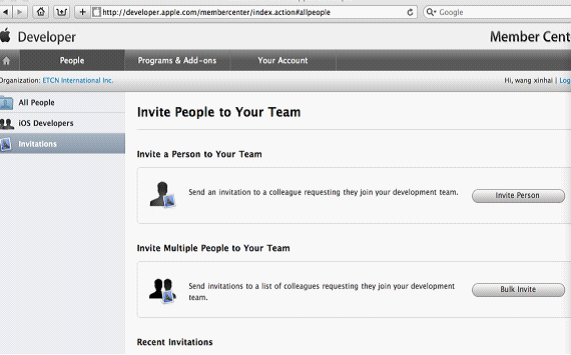 http://developer.apple.com/membercenter/index.action#allpeople
Google
Developer
Member Cent
People
Programs & Add-ons
Your Account
Organization: ETCN International Inc.
Hi, wang xinhai | Log
All People
iOS Developers
Invitations
Invite People to Your Team
Invite a Person to Your Team
Send an invitation to a colleague requesting they join your development team.
Invite Person
Invite Multiple People to Your Team
Send invitations to a list of colleagues requesting they join your development
team.
Bulk Invite
Recent Invitations